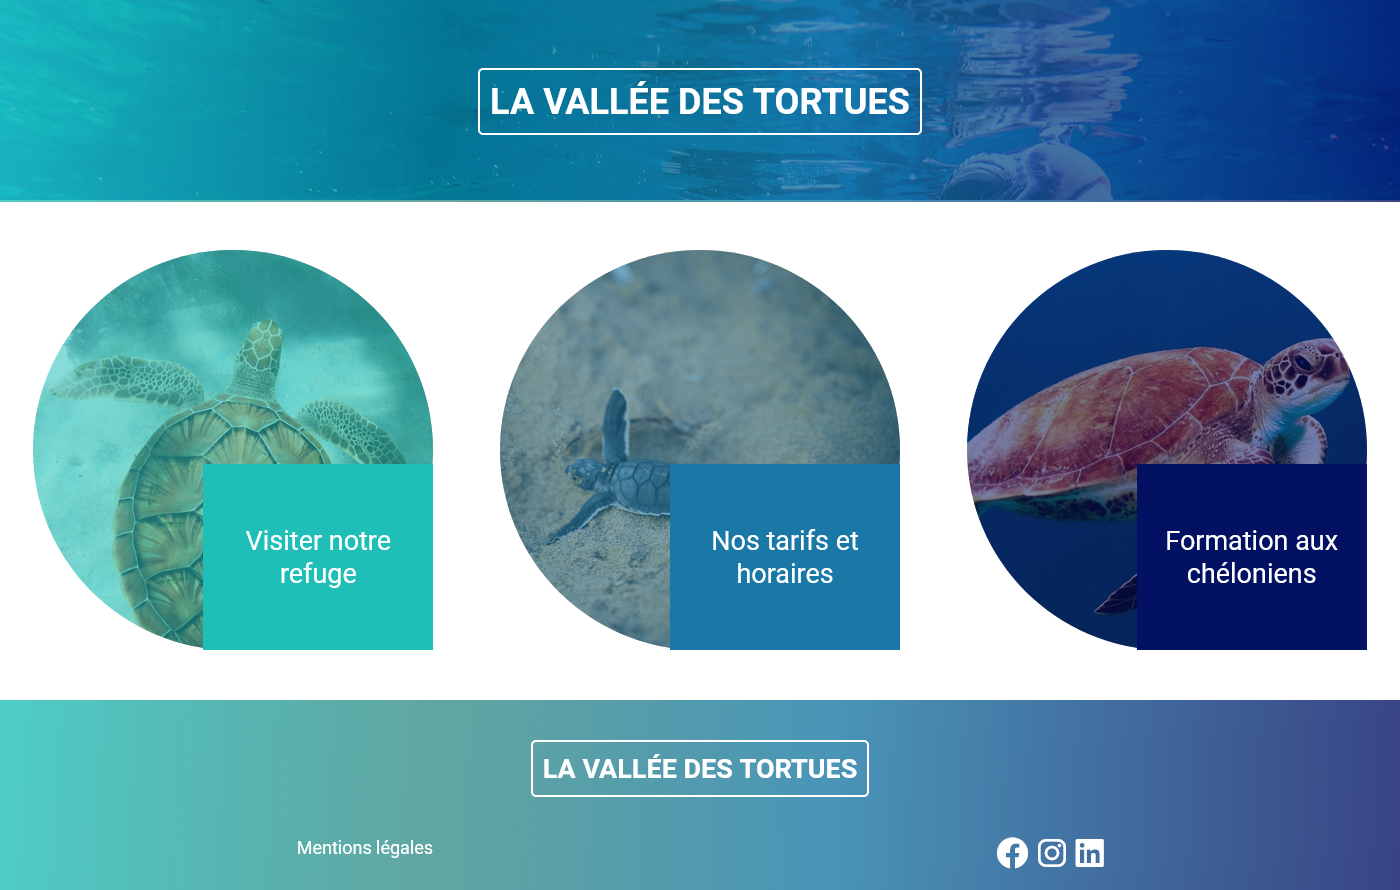 LA VALLÉE DES TORTUES
Visiter notre
refuge
Nos tarifs et
horaires
Formation aux
chéloniens
LA VALLÉE DES TORTUES
Mentions légales